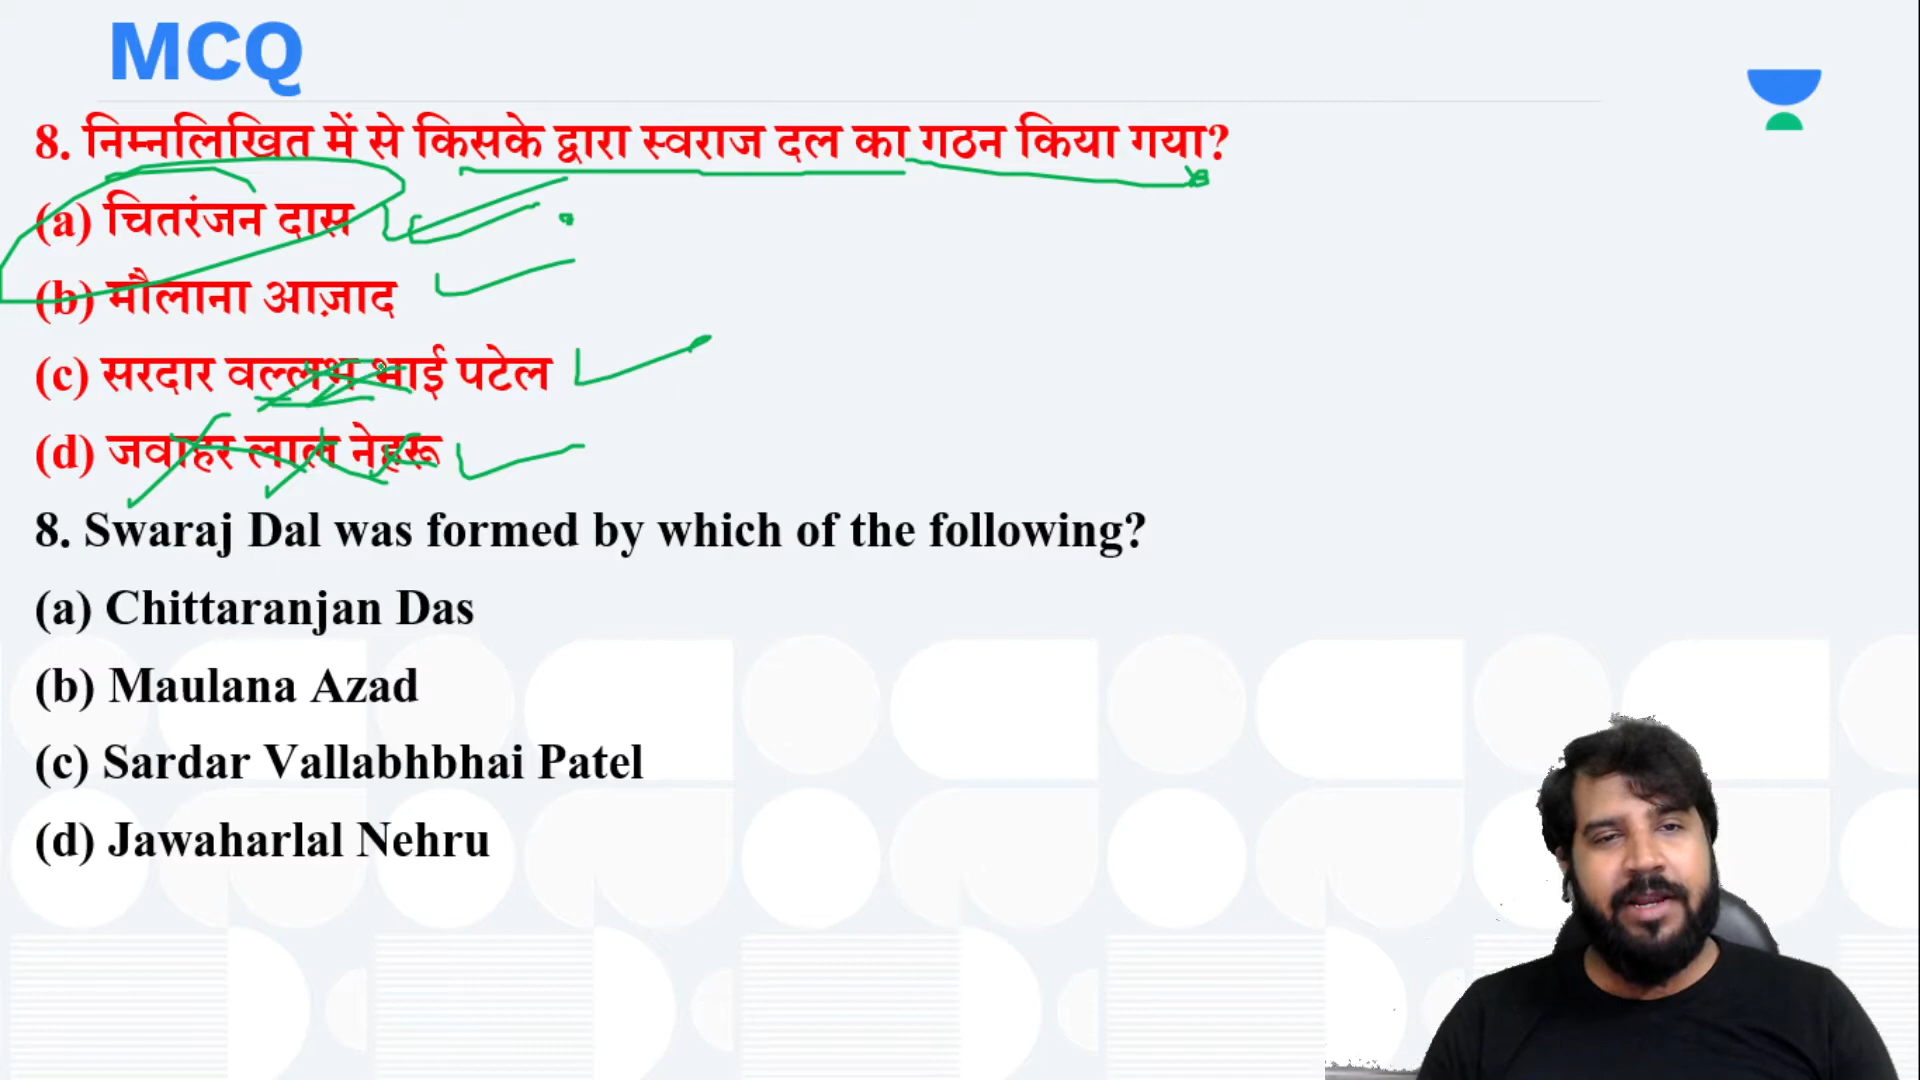 MCQ
8. निम्नलिखित में से किसके द्वारा स्वराज दल का गठन किया गया?
(a) चितरंजन दास
(b) मौलाना आज़ाद
(c) सरदार वल्लभ भाई पटेल
(d) जवाहर लाल नेहरू
8. Swaraj Dal was formed by which of the following?
(a) Chittaranjan Das
(b) Maulana Azad
(c) Sardar Vallabhbhai Patel
(d) Jawaharlal Nehru